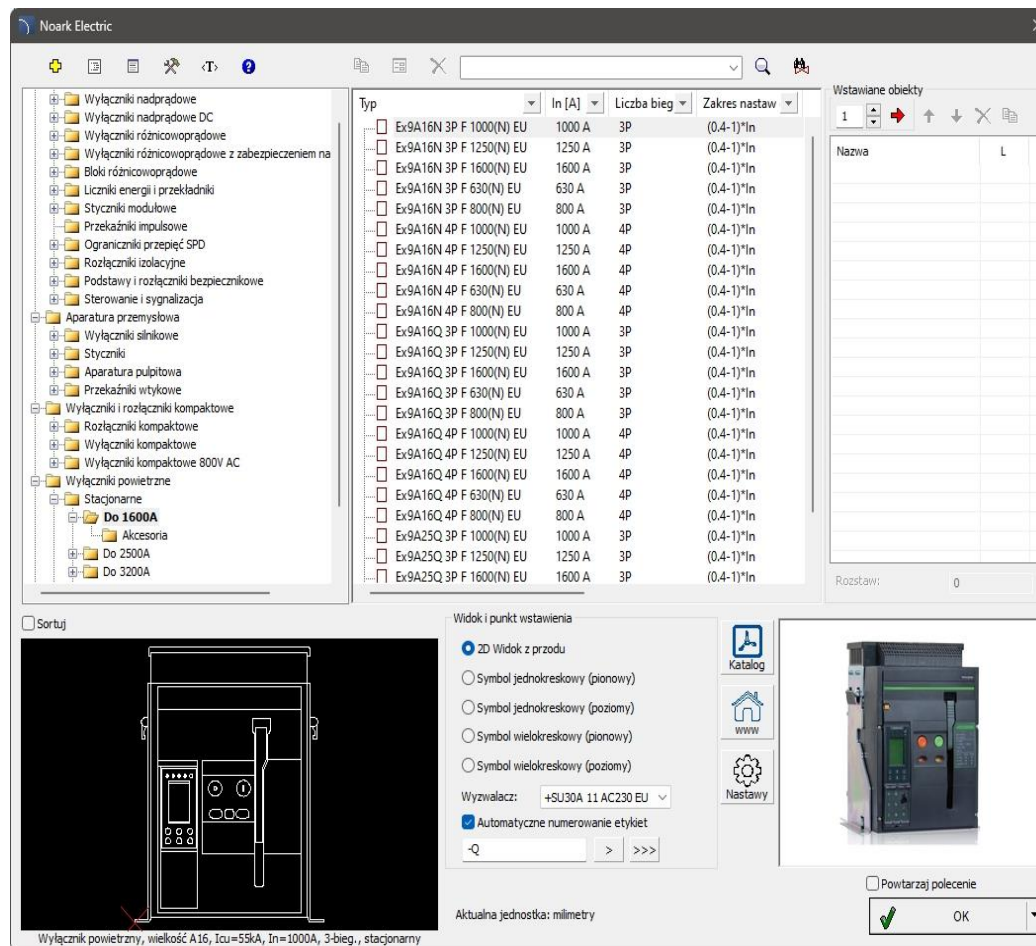 Noark Electric
Wyłączniki nadprądowe
Wyłączniki nadprądowe DC
Wyłączniki różnicowoprądowe
Wyłączniki różnicowoprądowe z zabezpieczeniem na
Bloki różnicowoprądowe
Liczniki energii i przekładniki
Styczniki modułowe
Przekaźniki impulsowe
Ograniczniki przepięć SPD
Rozłączniki izolacyjne
Podstawy i rozłączniki bezpiecznikowe
Sterowanie i sygnalizacja
Aparatura przemysłowa
Wyłączniki silnikowe
Styczniki
Aparatura pulpitowa
Przekaźniki wtykowe
Wyłączniki i rozłączniki kompaktowe
Rozłączniki kompaktowe
Wyłączniki kompaktowe
Wyłączniki kompaktowe 800V AC
Wyłączniki powietrzne
Stacjonarne
Do 1600A
Akcesoria
Do 2500A
Do 3200A
Typ In [A] Liczba bieg Zakres nastaw
Ex9A16N 3P F 1000(N) EU 1000 A 3P (0.4-1)*In
Ex9A16N 3P F 1250(N) EU 1250 A 3P (0.4-1)*In
Ex9A16N 3P F 1600(N) EU 1600 A 3P (0.4-1)*In
Ex9A16N 3P F 630(N) EU 630 A 3P (0.4-1)*In
Ex9A16N 3P F 800(N) EU 800 A 3P (0.4-1)*In
Ex9A16N 4P F 1000(N) EU 1000 A 4P (0.4-1)*In
Ex9A16N 4P F 1250(N) EU 1250 A 4P (0.4-1)*In
Ex9A16N 4P F 1600(N) EU 1600 A 4P (0.4-1)*In
Ex9A16N 4P F 630(N) EU 630 A 4P (0.4-1)*In
Ex9A16N 4P F 800(N) EU 800 A 4P (0.4-1)*In
Ex9A16Q 3P F 1000(N) EU 1000 A 3P (0.4-1)*In
Ex9A16Q 3P F 1250(N) EU 1250 A 3P (0.4-1)*In
Ex9A16Q 3P F 1600(N) EU 1600 A 3P (0.4-1)*In
Ex9A16Q 3P F 630(N) EU 630 A 3P (0.4-1)*In
Ex9A16Q 3P F 800(N) EU 800 A 3P (0.4-1)*In
Ex9A16Q 4P F 1000(N) EU 1000 A 4P (0.4-1)*In
Ex9A16Q 4P F 1250(N) EU 1250 A 4P (0.4-1)*In
Ex9A16Q 4P F 1600(N) EU 1600 A 4P (0.4-1)*In
Ex9A16Q 4P F 630(N) EU 630 A 4P (0.4-1)*In
Ex9A16Q 4P F 800(N) EU 800 A 4P (0.4-1)*In
Ex9A25Q 3P F 1000(N) EU 1000 A 3P (0.4-1)*In
Ex9A25Q 3P F 1250(N) EU 1250 A 3P (0.4-1)*In
Ex9A25Q 3P F 1600(N) EU 1600 A 3P (0.4-1)*In
Wstawiane obiekty
1
Nazwa L
Rozstaw: 0
Sortuj
Wyłącznik powietrzny, wielkość A16, Icu=55kA, In=1000A, 3-bieg., stacjonarny
Widok i punkt wstawienia
2D Widok z przodu
Symbol jednokreskowy (pionowy)
Symbol jednokreskowy (poziomy)
Symbol wielokreskowy (pionowy)
Symbol wielokreskowy (poziomy)
Wyzwalacz: +SU30A 11 AC230 EU
Automatyczne numerowanie etykiet
-Q > >>>
Aktualna jednostka: milimetry
Katalog
www
Nastawy
Powtarzaj polecenie
OK